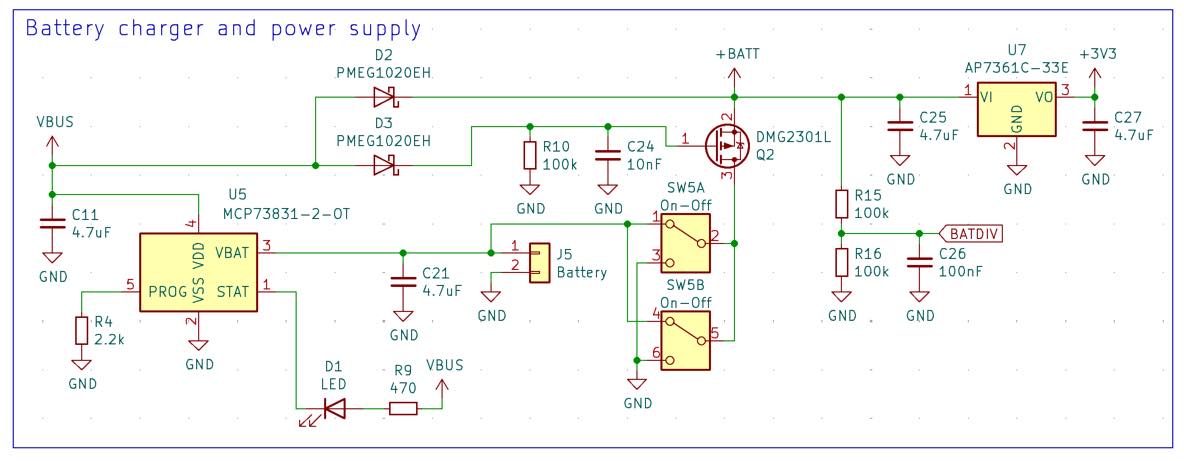 Battery charger and power supply
D2
PMEG1020EH
+BATT
U7
AP7361C-33E
+3V3
1
VI
VO
3
GND
2
GND
C25
4.7uF
GND
C27
4.7uF
GND
VBUS
D3
PMEG1020EH
R10
100k
GND
C24
10nF
GND
1
2
3
DMG2301L
Q2
C11
4.7uF
GND
U5
MCP73831-2-OT
4
VDD
VBAT
3
5
PROG
VSS
STAT
1
2
GND
R4
2.2k
GND
C21
4.7uF
GND
1
2
J5
Battery
GND
SW5A
On-Off
1
2
3
SW5B
On-Off
4
5
6
GND
R15
100k
BATDIV
R16
100k
GND
C26
100nF
GND
D1
LED
R9
470
VBUS